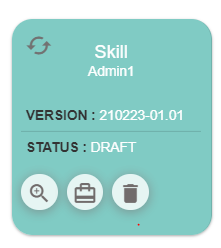 Skill
Admin1
VERSION : 210223-01.01
STATUS : DRAFT